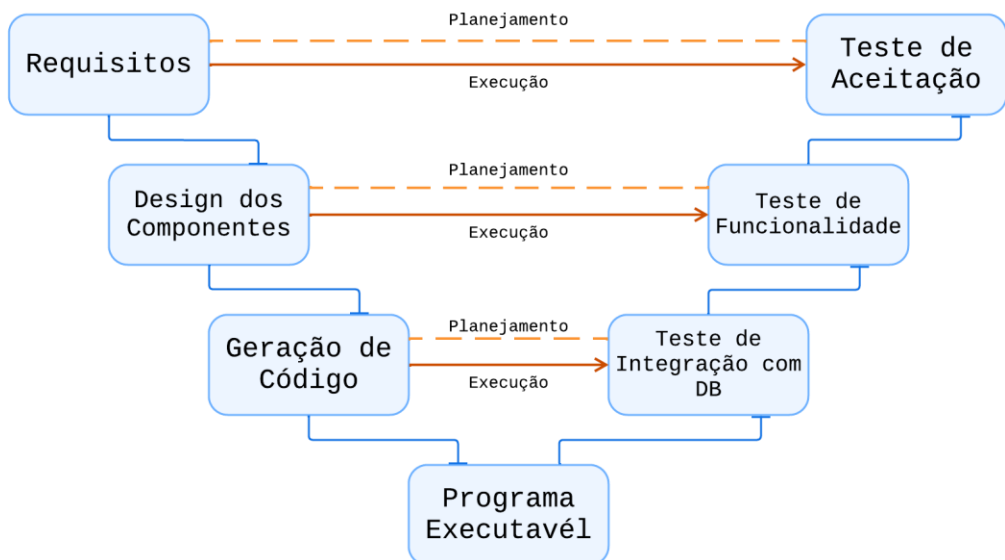 Planejamento
Requisitos
Execução
Teste de
Aceitação
Planejamento
Design dos
Componentes
Execução
Teste de
Funcionalidade
Planejamento
Geração de
Código
Execução
Teste de
Integração com
DB
Programa
Executavél